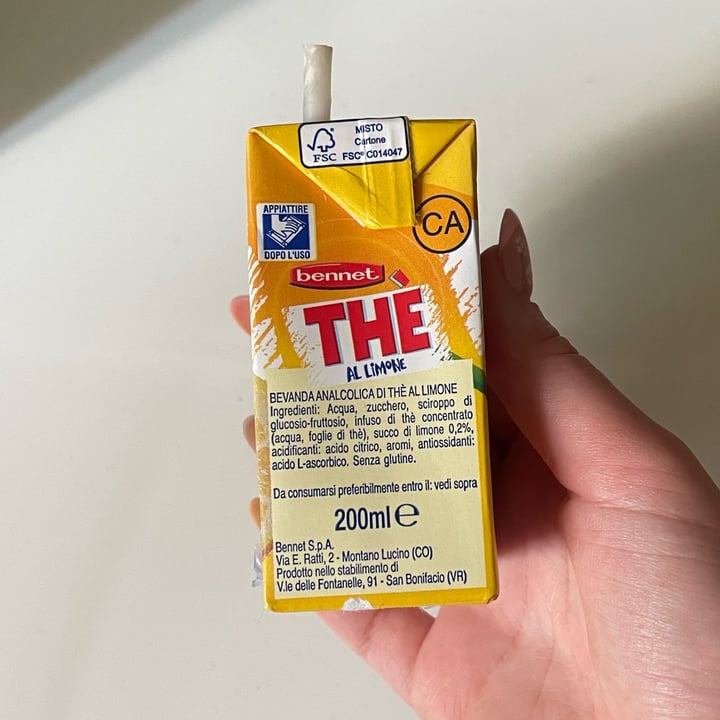 MISTO
Cartone
FSC FSC® C014047
APPIATTIRE
DOPO L'USO
CA
bennet
THÈ
AL LIMONE
BEVANDA ANALCOLICA DI THÈ AL LIMONE
Ingredienti: Acqua, zucchero, sciroppo di
glucosio-fruttosio, infuso di thè concentrato
(acqua, foglie di thè), succo di limone 0,2%,
acidificanti: acido citrico, aromi, antiossidanti:
acido L-ascorbico. Senza glutine.
Da consumarsi preferibilmente entro il: vedi sopra
200ml ℮
Bennet S.p.A.
Via E. Ratti, 2 - Montano Lucino (CO)
Prodotto nello stabilimento di
V.le delle Fontanelle, 91 - San Bonifacio (VR)